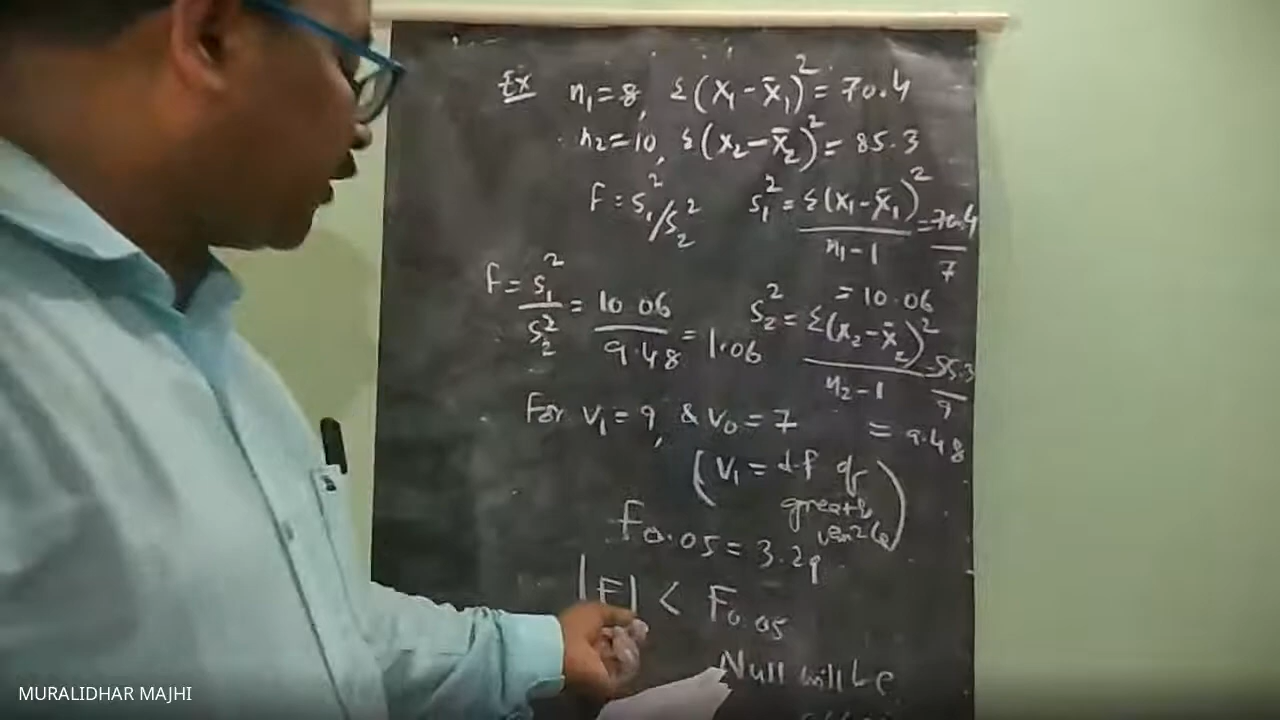 Ex n₁=8, Σ(x₁-x̄₁)²=70.4
n₂=10, Σ(x₂-x̄₂)²=85.3
F=S₁²/S₂² S₁²=Σ(x₁-x̄₁)²/n₁-1=70.4/7
=10.06
F=S₁²/S₂²=10.06/9.48=1.06 S₂²=Σ(x₂-x̄₂)²/n₂-1=85.3/9
=9.48
For V₁=9, & V₀=7
(V₁=d.f of
greater
)
F0.05=3.29
|F|<F0.05
Null will be
MURALIDHAR MAJHI